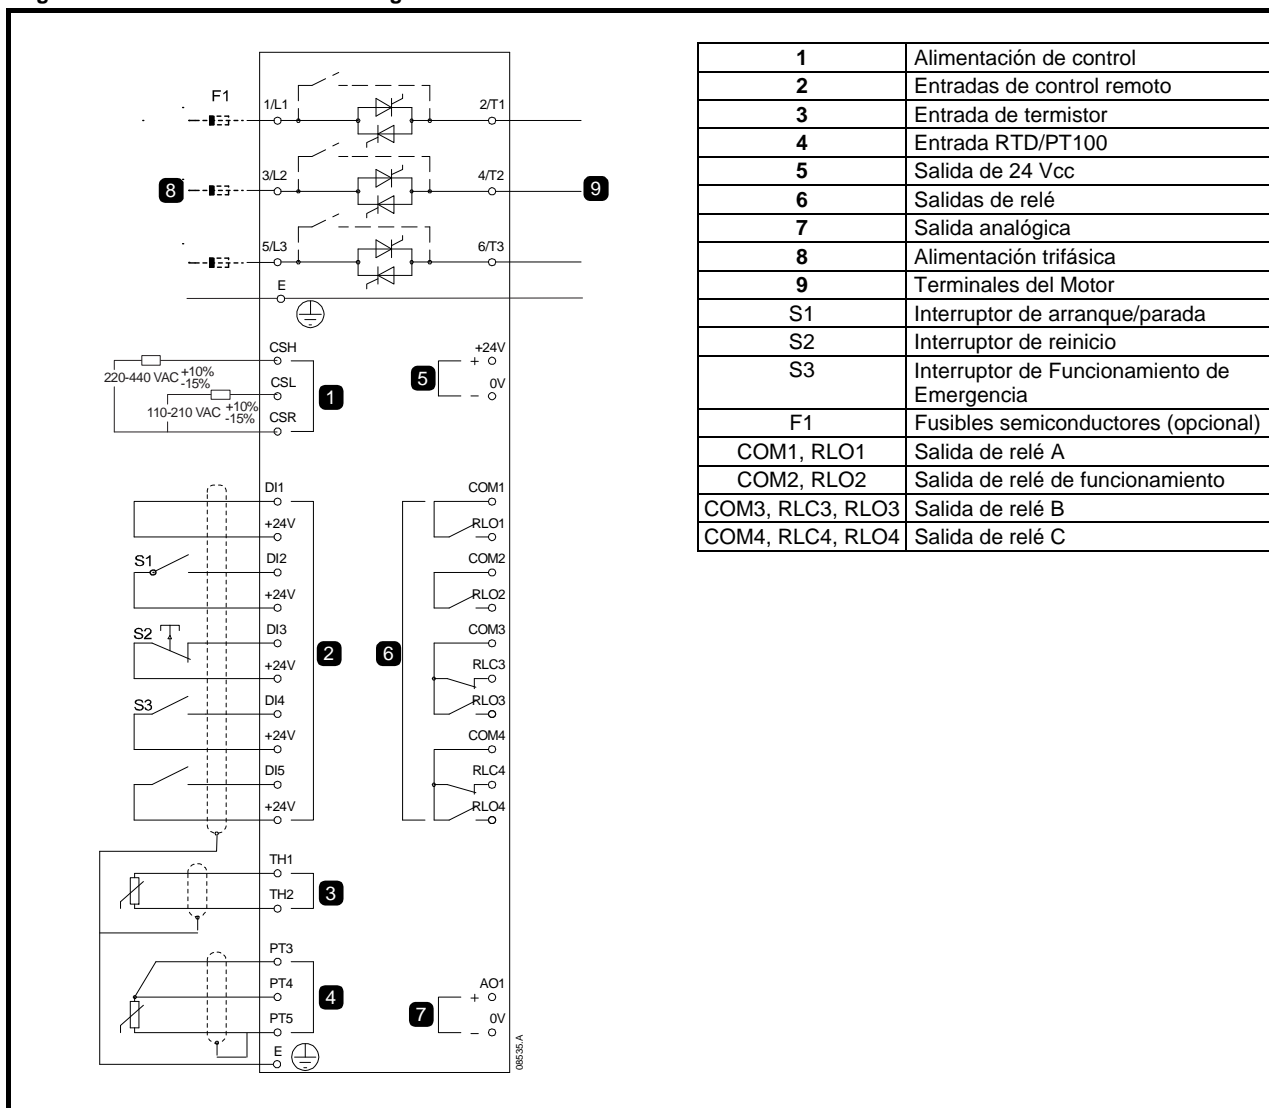 F1
1/L1
2/T1
3/L2
4/T2
8
9
5/L3
6/T3
E
CSH
+24V
+
220-440 VAC +10%
-15%
CSL
5
0V
1
−
110-210 VAC +10%
-15%
CSR
DI1
COM1
+24V
RLO1
S1
DI2
COM2
+24V
RLO2
S2
DI3
COM3
2
6
+24V
RLC3
S3
DI4
RLO3
+24V
COM4
DI5
RLC4
+24V
RLO4
TH1
TH2
3
PT3
PT4
AO1
4
+
7
PT5
0V
−
E
08535.A
1 Alimentación de control
2 Entradas de control remoto
3 Entrada de termistor
4 Entrada RTD/PT100
5 Salida de 24 Vcc
6 Salidas de relé
7 Salida analógica
8 Alimentación trifásica
9 Terminales del Motor
S1 Interruptor de arranque/parada
S2 Interruptor de reinicio
S3 Interruptor de Funcionamiento de
Emergencia
F1 Fusibles semiconductores (opcional)
COM1, RLO1 Salida de relé A
COM2, RLO2 Salida de relé de funcionamiento
COM3, RLC3, RLO3 Salida de relé B
COM4, RLC4, RLO4 Salida de relé C